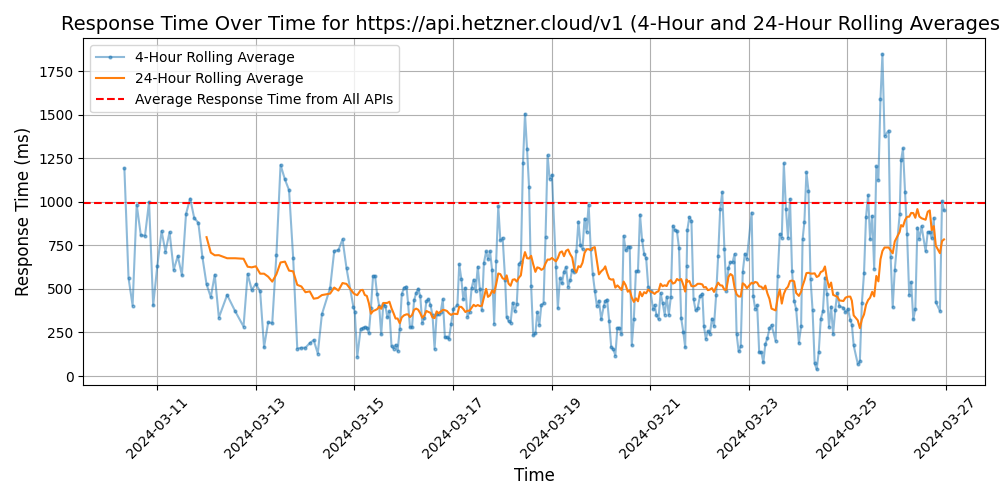 Response Time Over Time for https://api.hetzner.cloud/v1 (4-Hour and 24-Hour Rolling Averages
4-Hour Rolling Average
24-Hour Rolling Average
Average Response Time from All APIs
Response Time (ms)
1750
1500
1250
1000
750
500
250
0
2024-03-11
2024-03-13
2024-03-15
2024-03-17
2024-03-19
2024-03-21
2024-03-23
2024-03-25
2024-03-27
Time